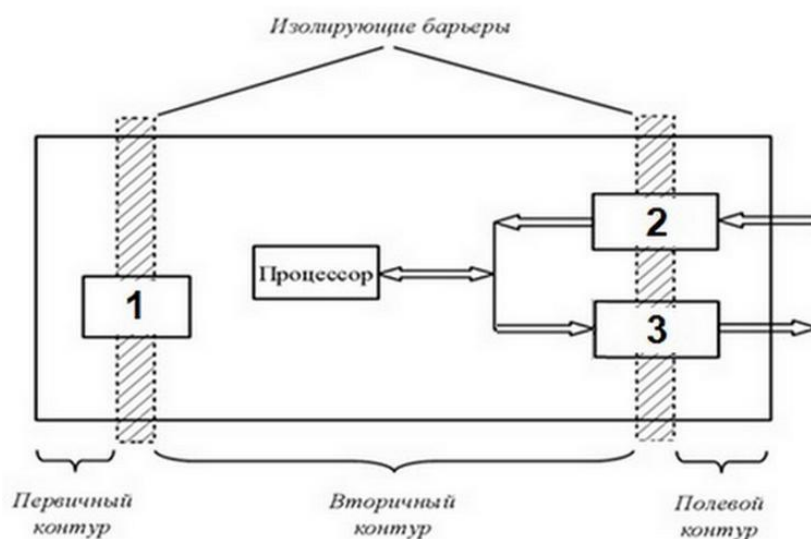 Изолирующие барьеры
2
Процессор
1
3
Первичный
контур
Вторичный
контур
Полевой
контур